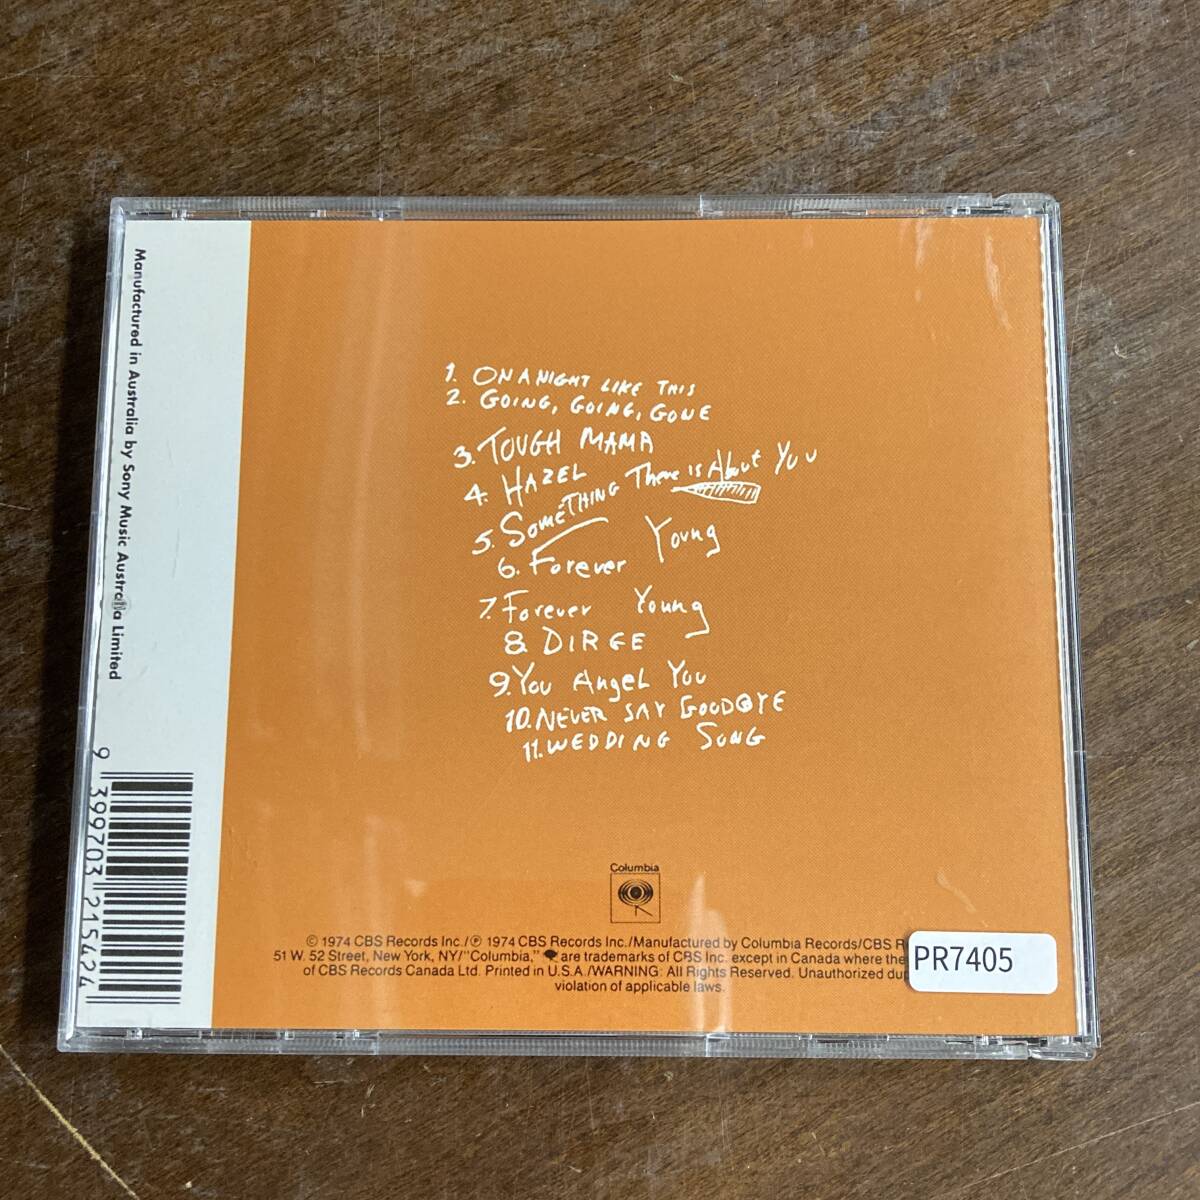 Manufactured in Australia by Sony Music Australia Limited
9 399703 215424
1. ON A NIGHT LIKE THIS
2. GOING, GOING, GONE
3. TOUGH MAMA
4. HAZEL
5. SOMETHING There is About You
6. Forever Young
7. Forever Young
8. DIRGE
9. You Angel You
10. NEVER SAY GOODBYE
11. WEDDING SONG
Columbia
© 1974 CBS Records Inc./℗ 1974 CBS Records Inc./Manufactured by Columbia Records/CBS R
51 W. 52 Street, New York, NY/"Columbia," are trademarks of CBS Inc. except in Canada where the
of CBS Records Canada Ltd. Printed in U.S.A./WARNING: All Rights Reserved. Unauthorized dup
violation of applicable laws.
PR7405